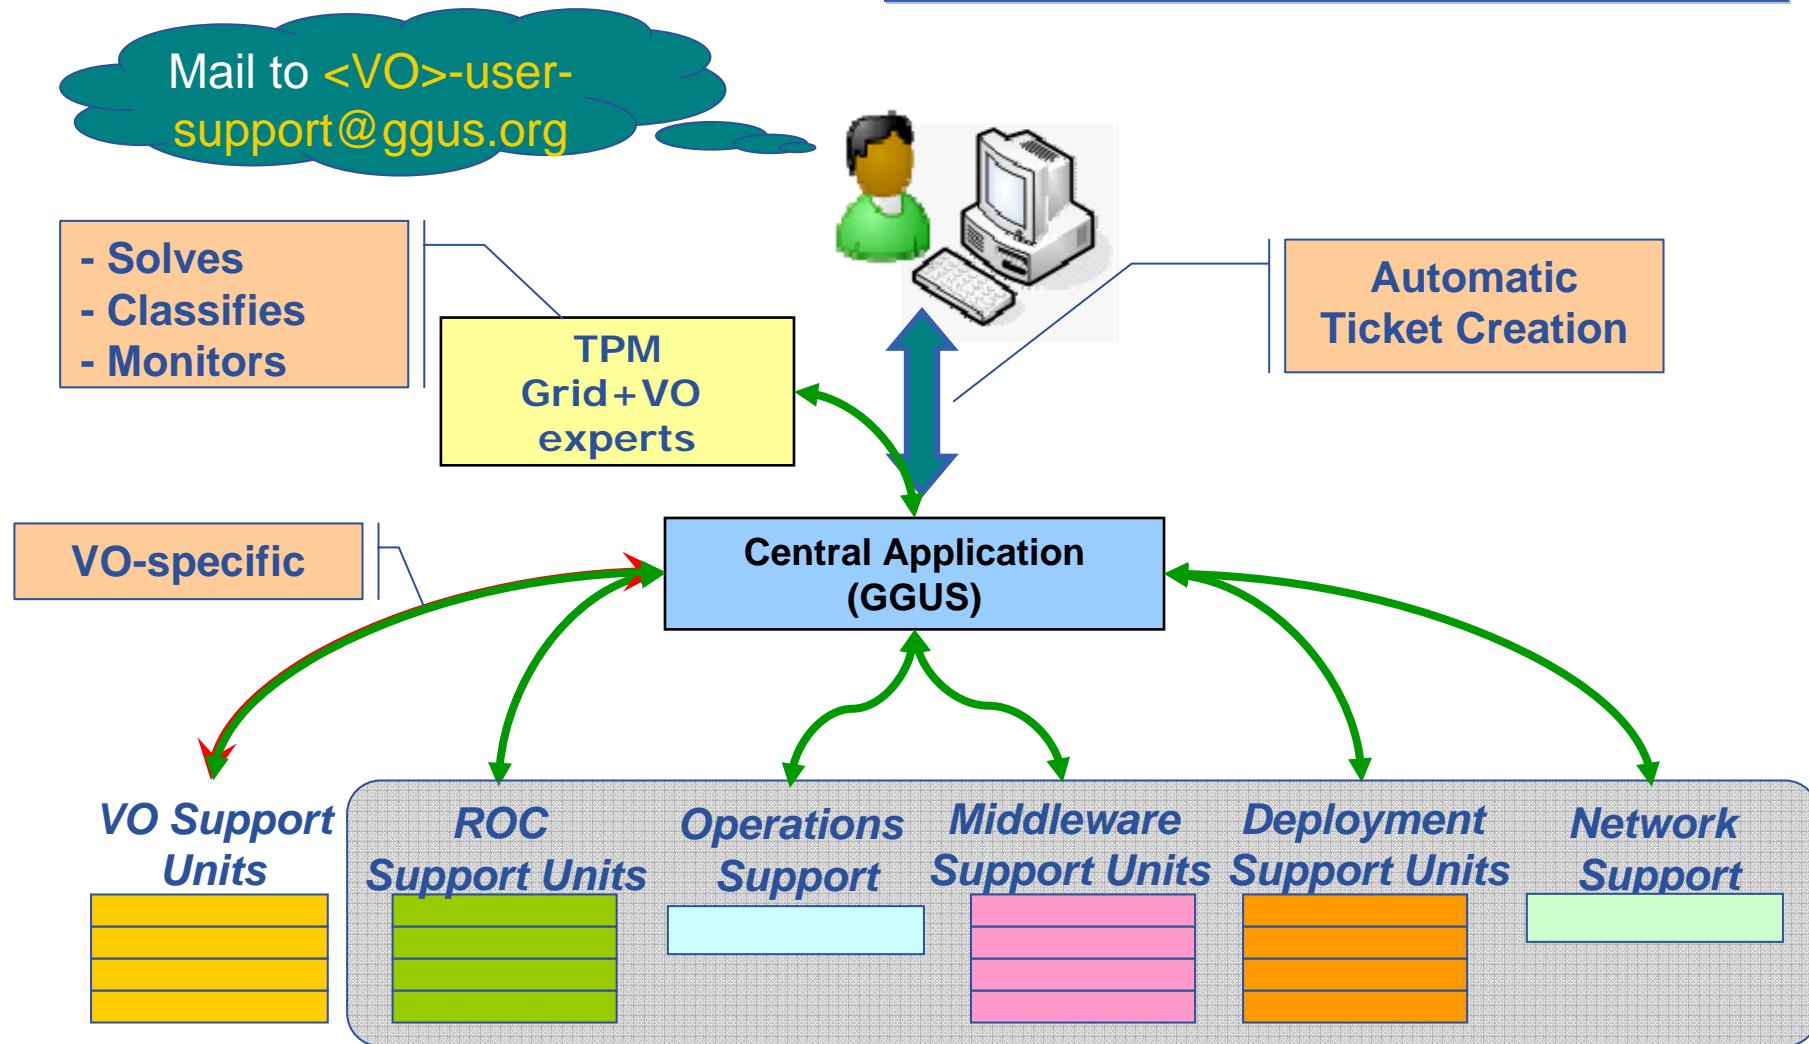 Mail to <VO>-user-
support@ggus.org
- Solves
- Classifies
- Monitors
TPM
Grid+VO
experts
Automatic
Ticket Creation
VO-specific
Central Application
(GGUS)
VO Support
Units
ROC
Support Units
Operations
Support
Middleware
Support Units
Deployment
Support Units
Network
Support